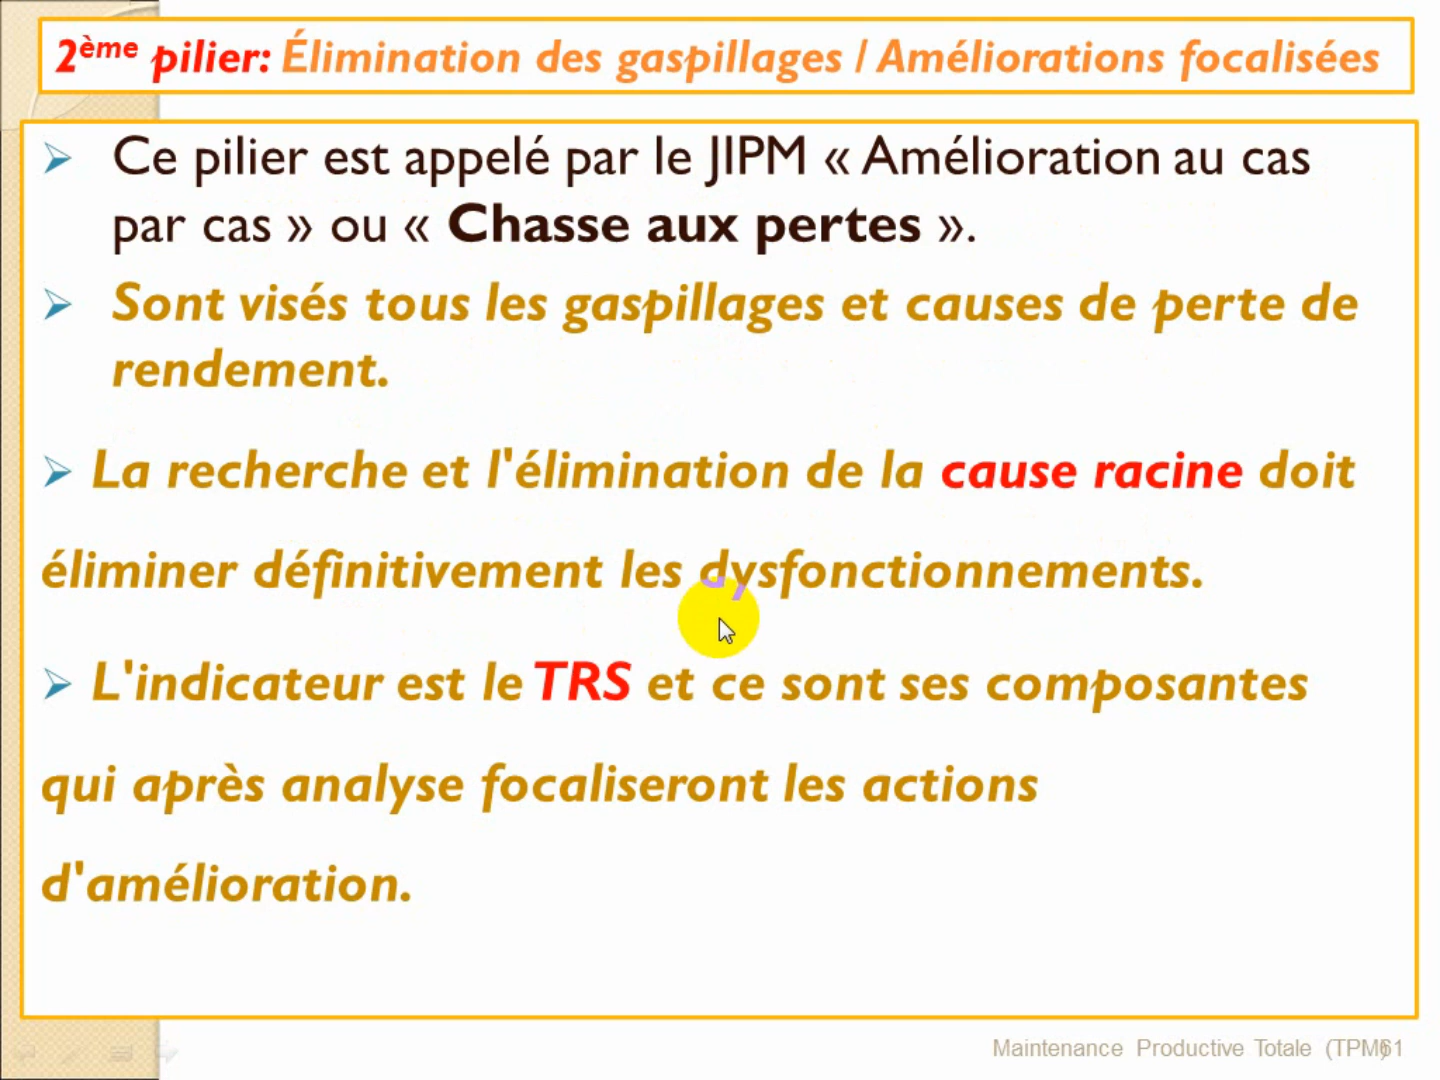 2ème pilier: Élimination des gaspillages / Améliorations focalisées
Ce pilier est appelé par le JIPM « Amélioration au cas
par cas » ou « Chasse aux pertes ».
Sont visés tous les gaspillages et causes de perte de
rendement.
La recherche et l'élimination de la cause racine doit
éliminer définitivement les dysfonctionnements.
L'indicateur est le TRS et ce sont ses composantes
qui après analyse focaliseront les actions
d'amélioration.
Maintenance Productive Totale (TPM) 61